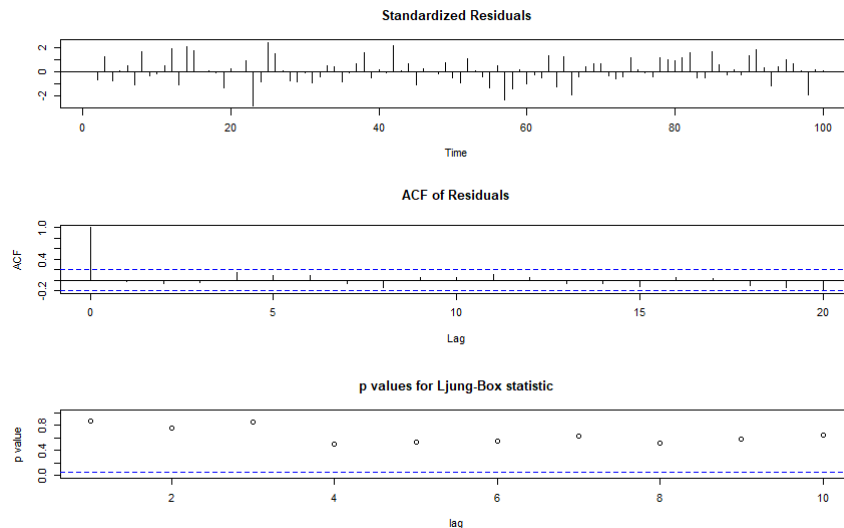 Standardized Residuals
2
0
-2
0 20 40 60 80 100
Time
ACF of Residuals
ACF
1.0
0.4
-0.2
0 5 10 15 20
Lag
p values for Ljung-Box statistic
p value
0.8
0.4
0.0
2 4 6 8 10
lag